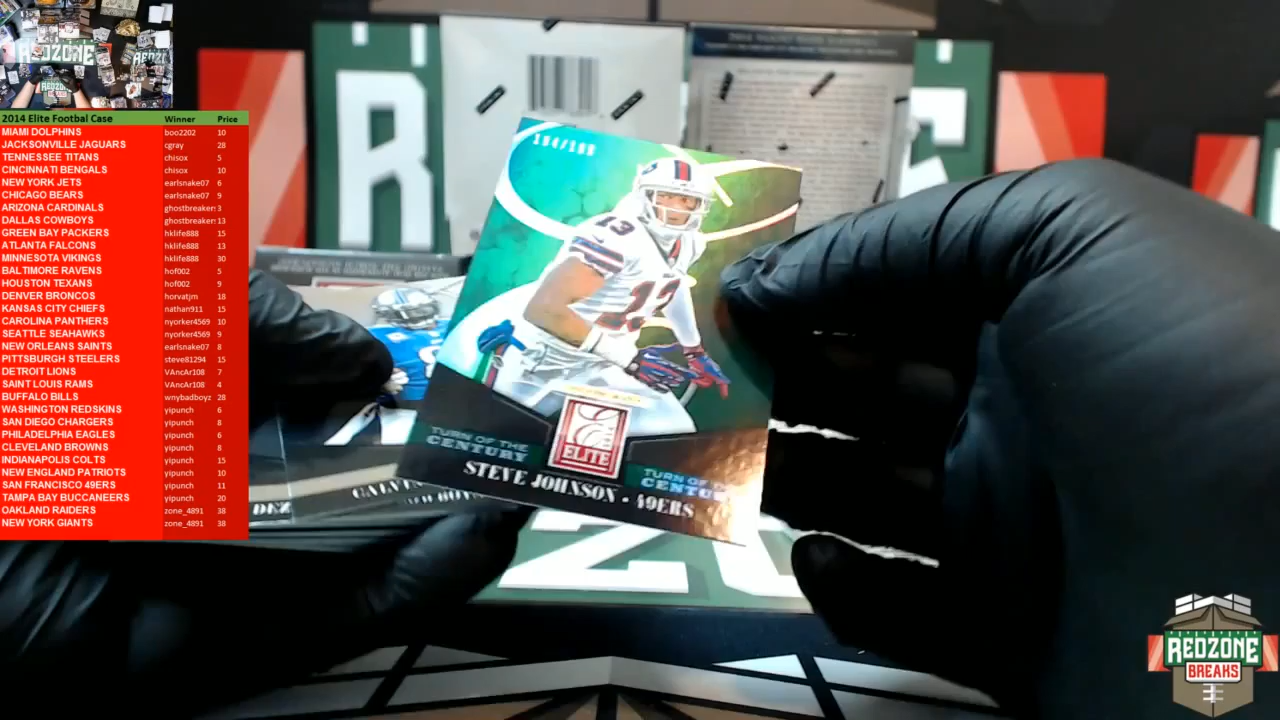 REDZONE
2014 Elite Footbal Case Winner Price
MIAMI DOLPHINS boo2202 10
JACKSONVILLE JAGUARS cgray 28
TENNESSEE TITANS chisox 5
CINCINNATI BENGALS chisox 10
NEW YORK JETS earlsnake07 6
CHICAGO BEARS earlsnake07 9
ARIZONA CARDINALS ghostbreaker 3
DALLAS COWBOYS ghostbreaker 13
GREEN BAY PACKERS hklife888 15
ATLANTA FALCONS hklife888 13
MINNESOTA VIKINGS hklife888 30
BALTIMORE RAVENS hof002 5
HOUSTON TEXANS hof002 9
DENVER BRONCOS horvatjm 18
KANSAS CITY CHIEFS nathan911 15
CAROLINA PANTHERS nyorker4569 10
SEATTLE SEAHAWKS nyorker4569 9
NEW ORLEANS SAINTS earlsnake07 8
PITTSBURGH STEELERS steve81294 15
DETROIT LIONS VAncAr108 7
SAINT LOUIS RAMS VAncAr108 4
BUFFALO BILLS wnybadboyz 28
WASHINGTON REDSKINS yipunch 6
SAN DIEGO CHARGERS yipunch 8
PHILADELPHIA EAGLES yipunch 6
CLEVELAND BROWNS yipunch 8
INDIANAPOLIS COLTS yipunch 15
NEW ENGLAND PATRIOTS yipunch 10
SAN FRANCISCO 49ERS yipunch 11
TAMPA BAY BUCCANEERS yipunch 20
OAKLAND RAIDERS zone_4891 38
NEW YORK GIANTS zone_4891 38
13
13
TURN OF THE
CENTURY
ELITE
TURN OF
CENTU
STEVE JOHNSON • 49ERS
DEZ
CALVI
REDZONE
BREAKS